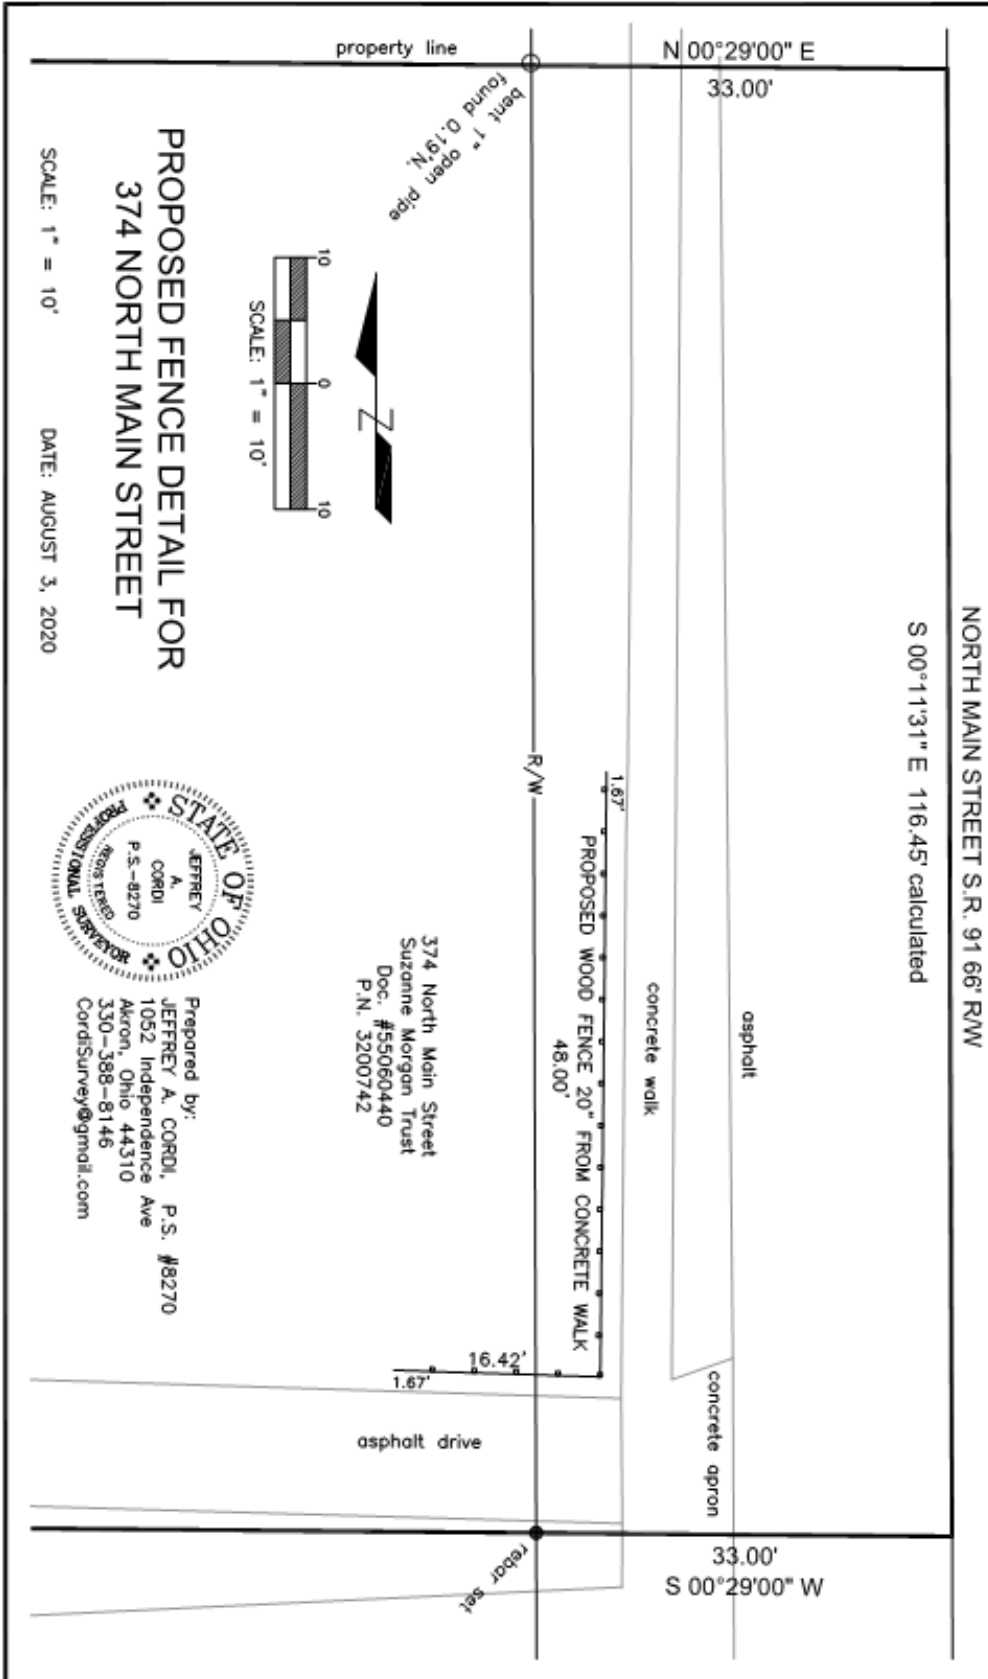 NORTH MAIN STREET S.R. 91 66' R/W
S 00°11'31" E 116.45' calculated
N 00°29'00" E
33.00'
property line
bent 1" open pipe
found 0.19'N.
asphalt
concrete walk
concrete apron
R/W
1.67'
PROPOSED WOOD FENCE 20" FROM CONCRETE WALK
48.00'
16.42'
1.67'
asphalt drive
33.00'
S 00°29'00" W
rebar set
374 North Main Street
Suzanne Morgan Trust
Doc. #55060440
P.N. 3200742
Z
10 0 10
SCALE: 1" = 10'
PROPOSED FENCE DETAIL FOR
374 NORTH MAIN STREET
SCALE: 1" = 10'
DATE: AUGUST 3, 2020
STATE OF OHIO
JEFFREY
A.
CORDI
P.S.-8270
REGISTERED
PROFESSIONAL SURVEYOR
Prepared by:
JEFFREY A. CORDI, P.S. #8270
1052 Independence Ave
Akron, Ohio 44310
330-388-8146
CordiSurvey@gmail.com